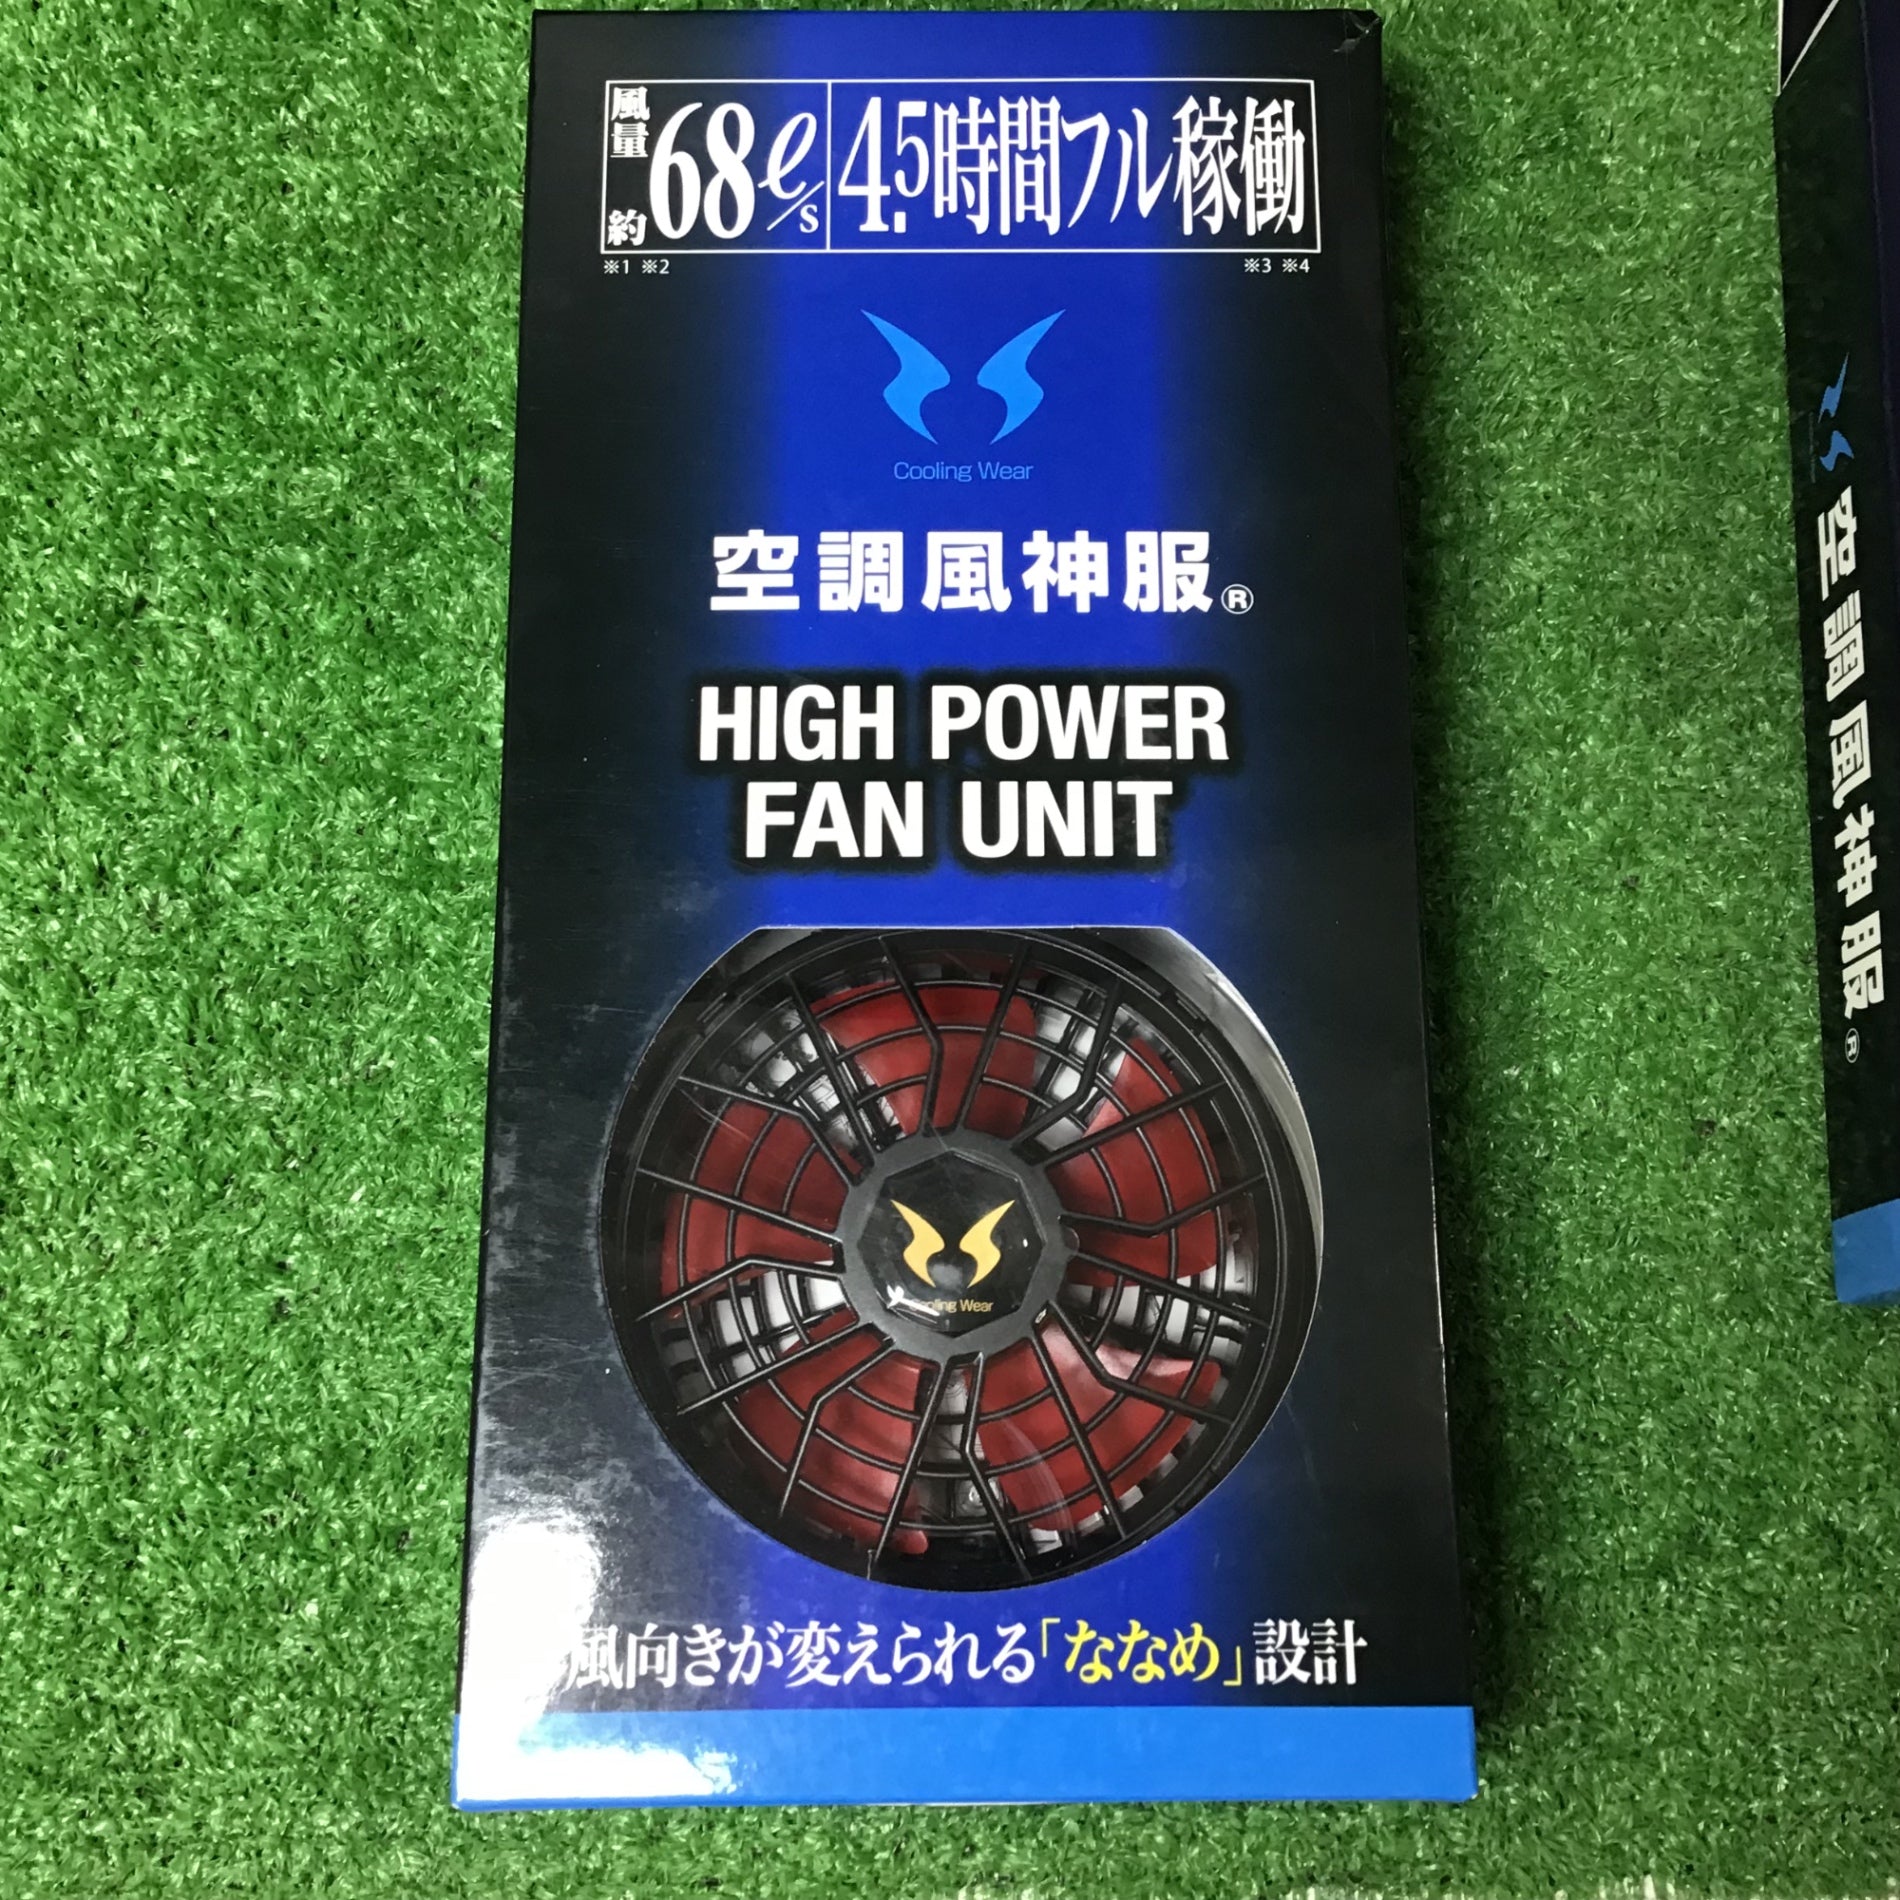 風量 約 68ℓ/s 4.5時間フル稼働
※1 ※2 ※3 ※4
Cooling Wear
空調風神服®
HIGH POWER
FAN UNIT
Cooling Wear
風向きが変えられる「ななめ」設計
空調風神服®